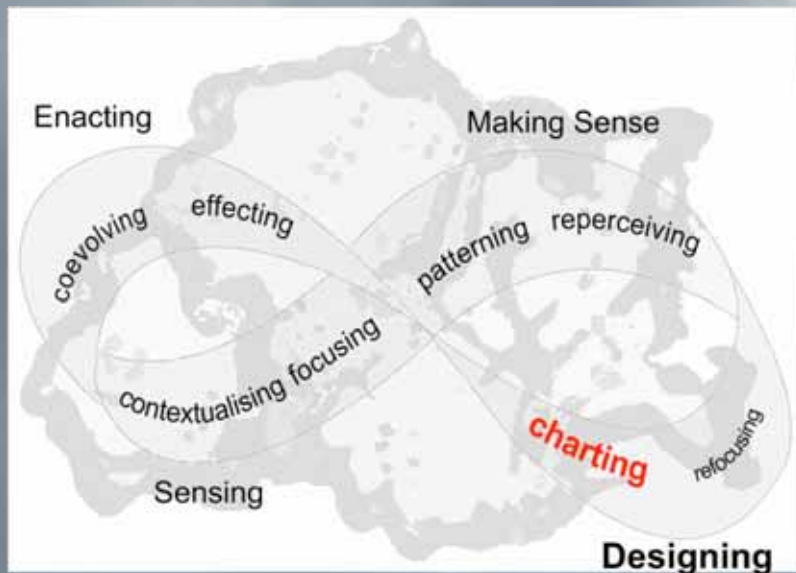 Enacting
Making Sense
coevolving
effecting
patterning
reperceiving
contextualising
focusing
charting
refocusing
Sensing
Designing